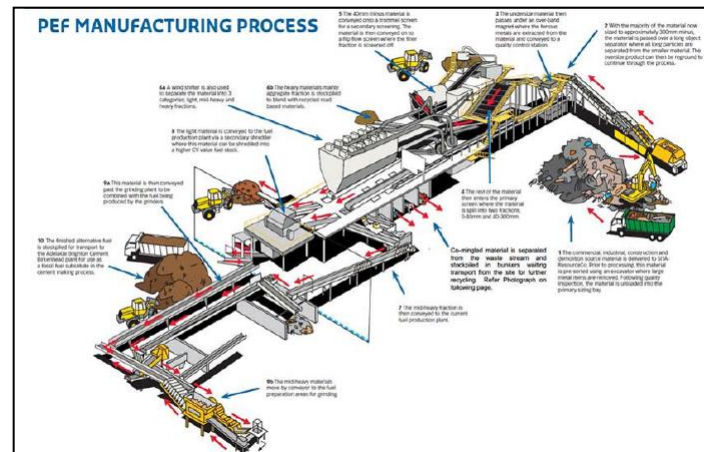 PEF MANUFACTURING PROCESS
5 The 40mm minus material is
conveyed onto a trommel screen
for a secondary screening. The
material is then conveyed on to
a flip flow screen where the finer
fraction is screened off.
3 The undersize material then
passes under an over-band
magnet where the ferrous
metals are extracted from the
material and conveyed to a
quality control station.
2 With the majority of the material now
sized to approximately 300mm minus,
the material is passed over a long object
separator where all long particles are
separated from the smaller material. The
oversize product can then be reground to
continue through the process.
6a A wind shifter is also used
to separate the material into 3
categories; light, mid-heavy and
heavy fractions.
6b The heavy materials mainly
aggregate fraction is stockpiled
to blend with recycled road
based materials.
8 The light material is conveyed to the fuel
production plant via a secondary shredder
where this material can be shredded into
a higher CV value fuel stock.
9a This material is then conveyed
past the grinding plant to be
combined with the fuel being
produced by the grinders.
4 The rest of the material
then enters the primary
screen where the material
is split into two fractions,
0-40mm and 40-300mm.
10 The finished alternative fuel
is stockpiled for transport to
the Adelaide Brighton Cement
Birkenhead plant for use as
a fossil fuel substitute in the
cement making process.
Co-mingled material is separated
from the waste stream and
stockpiled in bunkers waiting
transport from the site for further
recycling. Refer Photograph on
following page.
1 The commercial, industrial, construction and
demolition source material is delivered to SITA-
ResourceCo. Prior to processing, this material
is pre-sorted using an excavator where large
metal items are removed. Following quality
inspection, the material is unloaded into the
primary sizing bay.
7 The mid/heavy fraction is
then conveyed to the current
fuel production plant.
9b The mid/heavy materials
move by conveyor to the fuel
preparation areas for grinding.